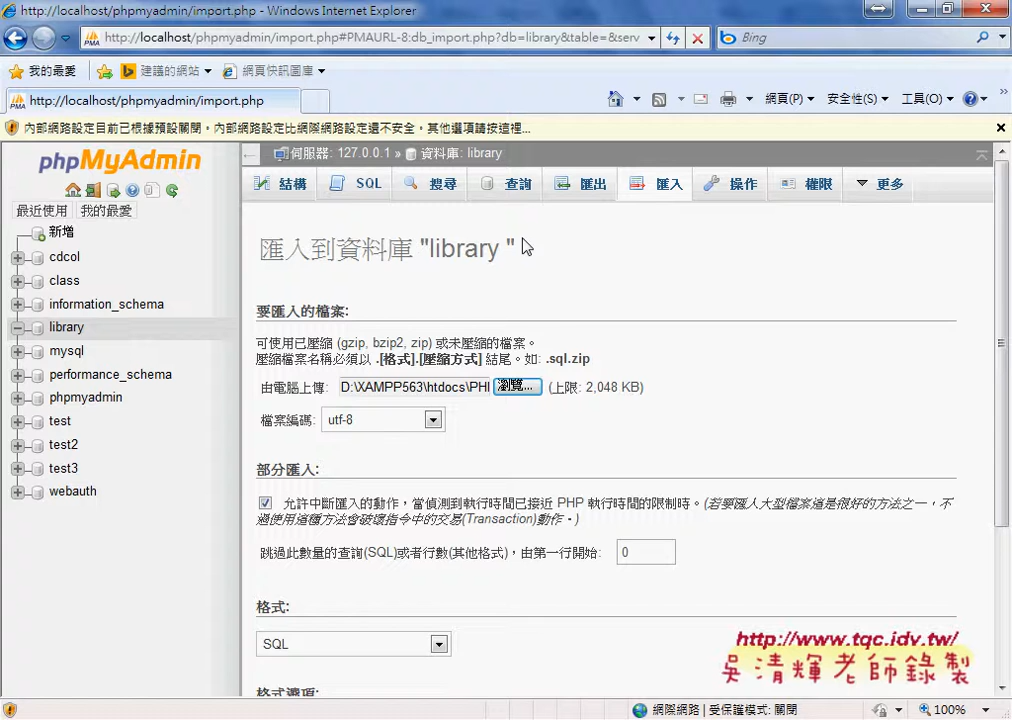 http://localhost/phpmyadmin/import.php - Windows Internet Explorer
http://localhost/phpmyadmin/import.php#PMAURL-8:db_import.php?db=library&table=&serv
Bing
我的最愛
建議的網站
網頁快訊圖庫
http://localhost/phpmyadmin/import.php
網頁(P)
安全性(S)
工具(O)
內部網路設定目前已根據預設關閉，內部網路設定比網際網路設定還不安全，其他選項請按這裡...
phpMyAdmin
最近使用
我的最愛
新增
cdcol
class
information_schema
library
mysql
performance_schema
phpmyadmin
test
test2
test3
webauth
伺服器: 127.0.0.1 » 資料庫: library
結構
SQL
搜尋
查詢
匯出
匯入
操作
權限
更多
匯入到資料庫 "library "
要匯入的檔案:
可使用已壓縮 (gzip, bzip2, zip) 或未壓縮的檔案。
壓縮檔案名稱必須以 .[格式].[壓縮方式] 結尾。如: .sql.zip
由電腦上傳: D:\XAMPP563\htdocs\PHI 瀏覽... (上限: 2,048 KB)
檔案編碼: utf-8
部分匯入:
允許中斷匯入的動作，當偵測到執行時間已接近 PHP 執行時間的限制時。(若要匯入大型檔案這是很好的方法之一，不
過使用這種方法會破壞指令中的交易(Transaction)動作。)
跳過此數量的查詢(SQL)或者行數(其他格式)，由第一行開始: 0
格式:
SQL
格式選項:
http://www.tqc.idv.tw/
吳清輝老師錄製
網際網路 | 受保護模式: 關閉
100%